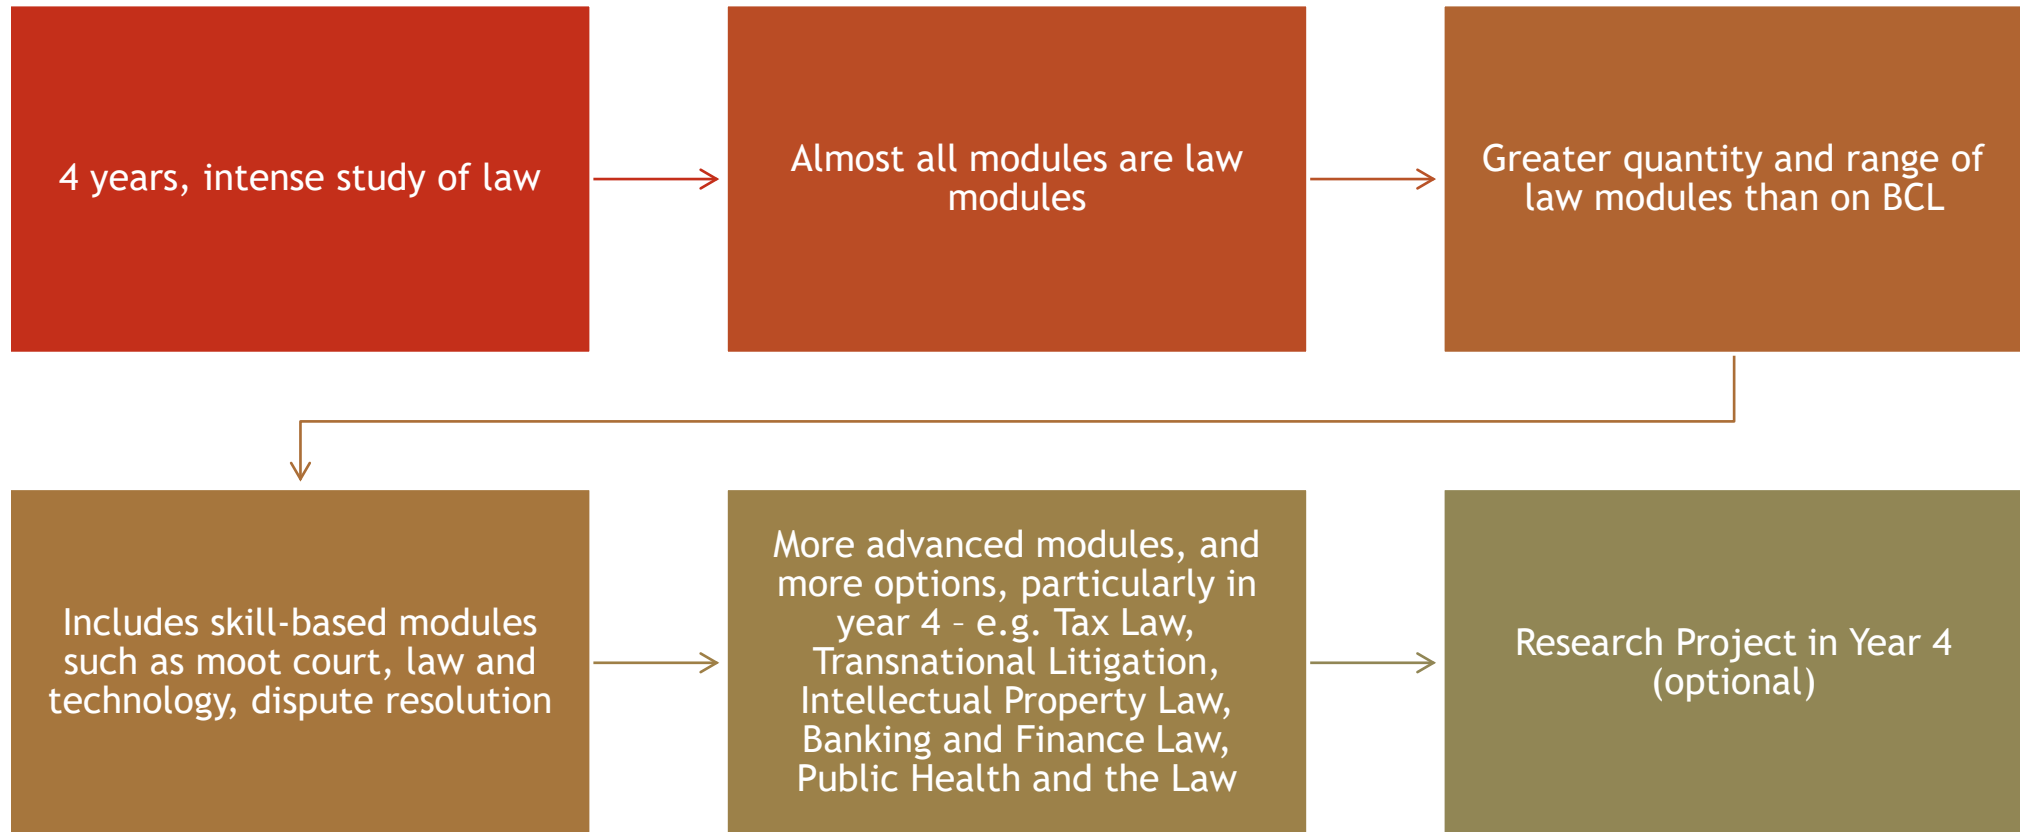 4 years, intense study of law
Almost all modules are law
modules
Greater quantity and range of
law modules than on BCL
Includes skill-based modules
such as moot court, law and
technology, dispute resolution
More advanced modules, and
more options, particularly in
year 4 – e.g. Tax Law,
Transnational Litigation,
Intellectual Property Law,
Banking and Finance Law,
Public Health and the Law
Research Project in Year 4
(optional)